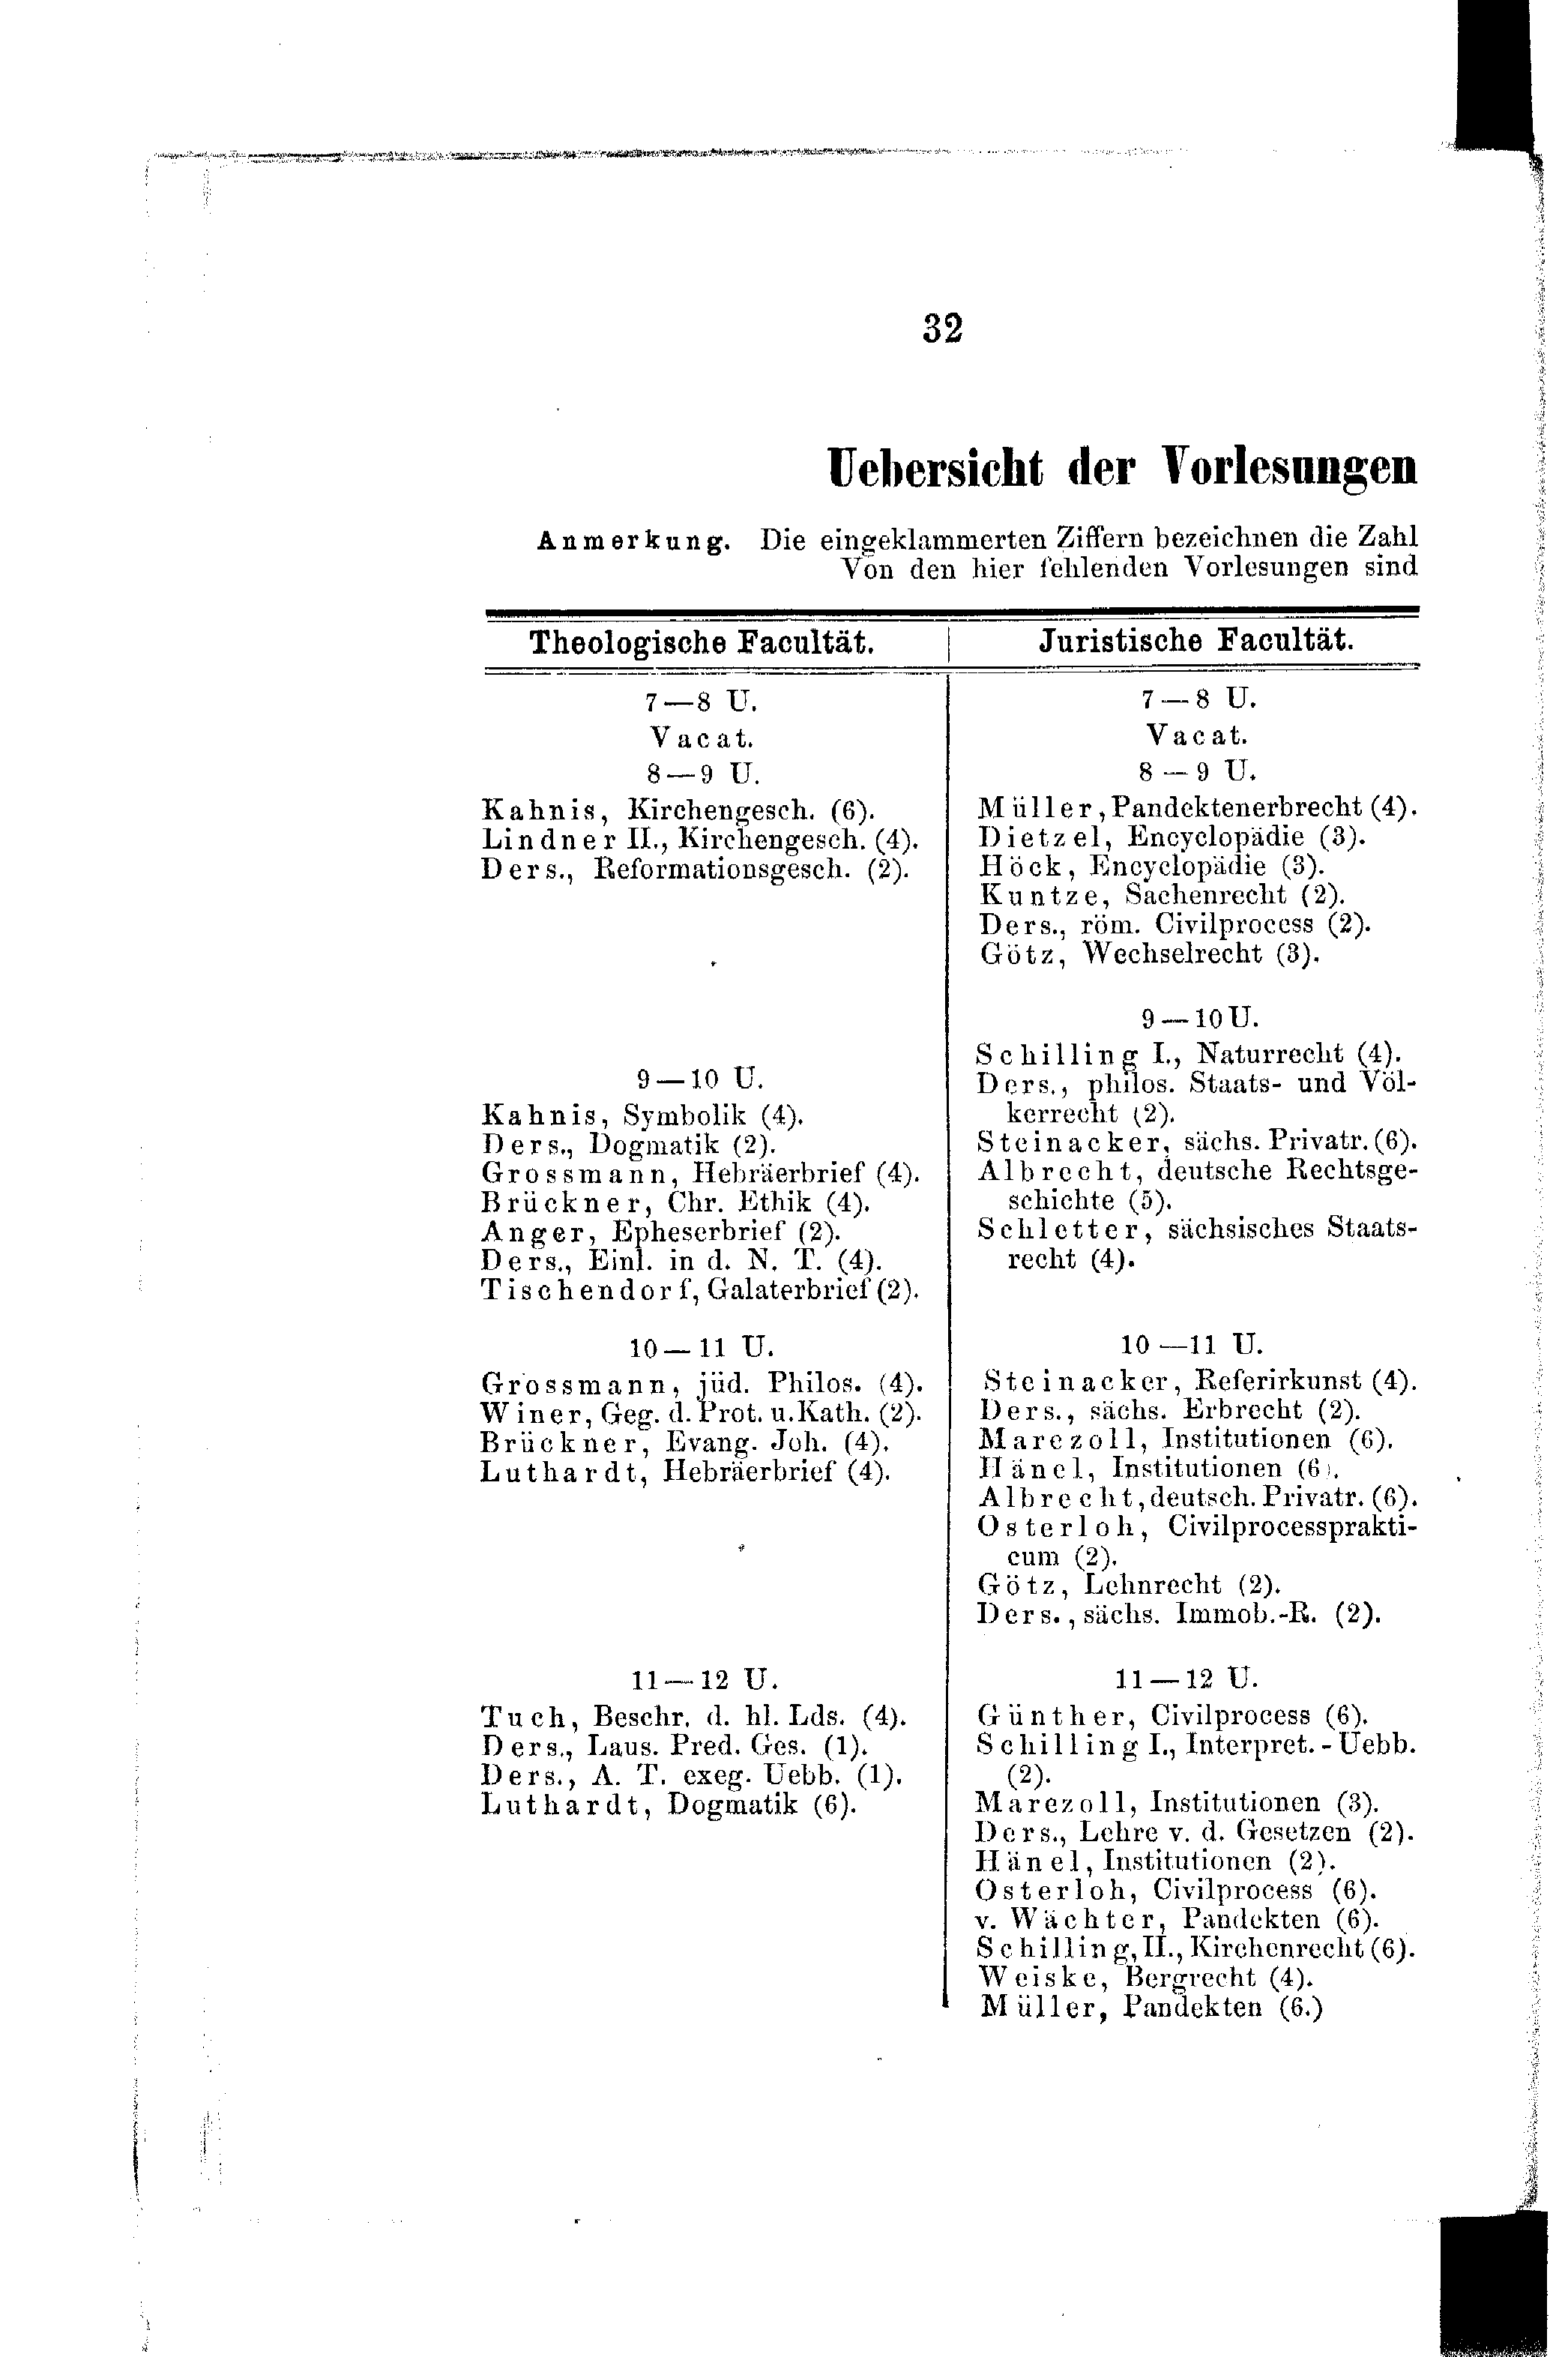 32
Uebersicht der Vorlesungen
Anmerkung. Die eingeklammerten Ziffern bezeichnen die Zahl
Von den hier fehlenden Vorlesungen sind
Theologische Facultät.
7—8 U.
Vacat.
8—9 U.
Kahnis, Kirchengesch. (6).
Lindner II., Kirchengesch. (4).
Ders., Reformationsgesch. (2).
9—10 U.
Kahnis, Symbolik (4).
Ders., Dogmatik (2).
Grossmann, Hebräerbrief (4).
Brückner, Chr. Ethik (4).
Anger, Epheserbrief (2).
Ders., Einl. in d. N. T. (4).
Tischendorf, Galaterbrief (2).
10—11 U.
Grossmann, jüd. Philos. (4).
Winer, Geg. d. Prot. u. Kath. (2).
Brückner, Evang. Joh. (4).
Luthardt, Hebräerbrief (4).
11—12 U.
Tuch, Beschr. d. hl. Lds. (4).
Ders., Laus. Pred. Ges. (1).
Ders., A. T. exeg. Uebb. (1).
Luthardt, Dogmatik (6).
Juristische Facultät.
7—8 U.
Vacat.
8—9 U.
Müller, Pandektenerbrecht (4).
Dietzel, Encyclopädie (3).
Höck, Encyclopädie (3).
Kuntze, Sachenrecht (2).
Ders., röm. Civilprocess (2).
Götz, Wechselrecht (3).
9—10 U.
Schilling I., Naturrecht (4).
Ders., philos. Staats- und Völ-
kerrecht (2).
Steinacker, sächs. Privatr. (6).
Albrecht, deutsche Rechtsge-
schichte (5).
Schletter, sächsisches Staats-
recht (4).
10—11 U.
Steinacker, Referirkunst (4).
Ders., sächs. Erbrecht (2).
Marezoll, Institutionen (6).
Hänel, Institutionen (6).
Albrecht, deutsch. Privatr. (6).
Osterloh, Civilprocessprakti-
cum (2).
Götz, Lehnrecht (2).
Ders., sächs. Immob.-R. (2).
11—12 U.
Günther, Civilprocess (6).
Schilling I., Interpret.-Uebb.
(2).
Marezoll, Institutionen (3).
Ders., Lehre v. d. Gesetzen (2).
Hänel, Institutionen (2).
Osterloh, Civilprocess (6).
v. Wächter, Pandekten (6).
Schilling, II., Kirchenrecht (6).
Weiske, Bergrecht (4).
Müller, Pandekten (6.)